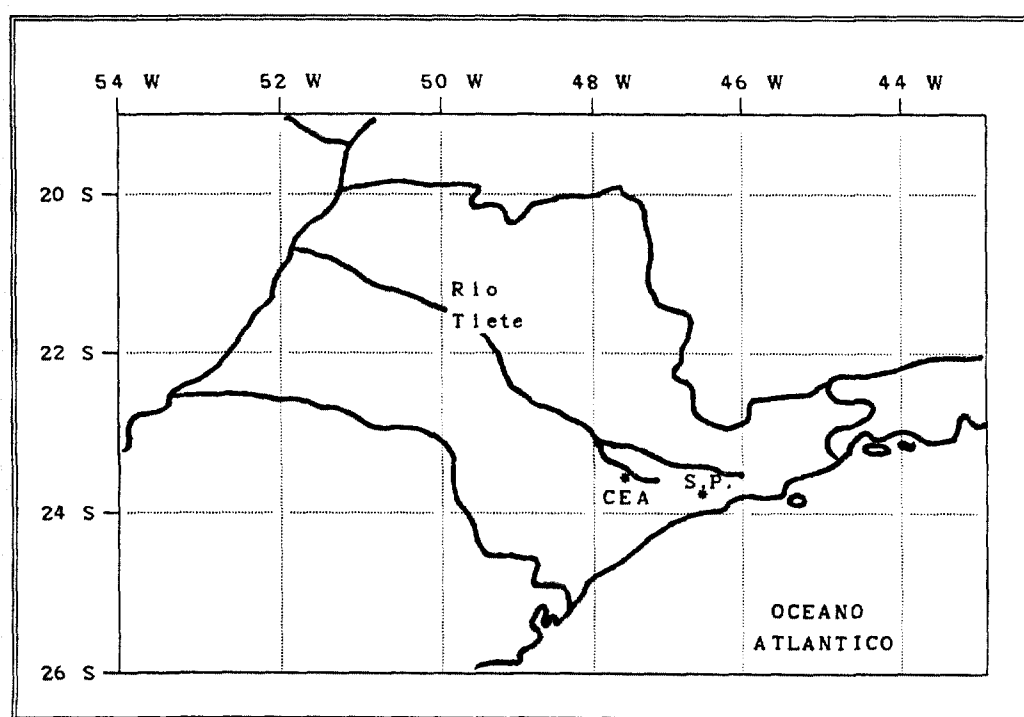 54 W 52 W 50 W 48 W 46 W 44 W
20 S
Rio
Tiete
22 S
S.P.
CEA
24 S
OCEANO
ATLANTICO
26 S